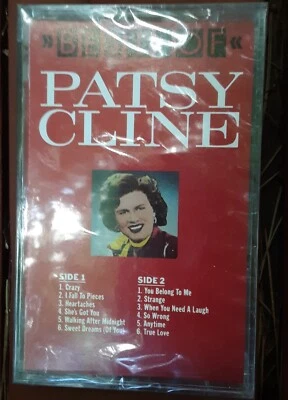 »BEST OF«
PATSY
CLINE
SIDE 1
1. Crazy
2. I Fall To Pieces
3. Heartaches
4. She's Got You
5. Walking After Midnight
6. Sweet Dreams (Of You)
SIDE 2
1. You Belong To Me
2. Strange
3. When You Need A Laugh
4. So Wrong
5. Anytime
6. True Love